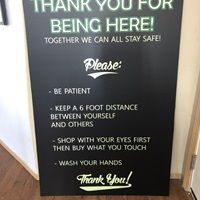 THANK YOU FOR
BEING HERE!
TOGETHER WE CAN ALL STAY SAFE!
Please:
- BE PATIENT
- KEEP A 6 FOOT DISTANCE
BETWEEN YOURSELF
AND OTHERS
- SHOP WITH YOUR EYES FIRST
THEN BUY WHAT YOU TOUCH
- WASH YOUR HANDS
Thank You!